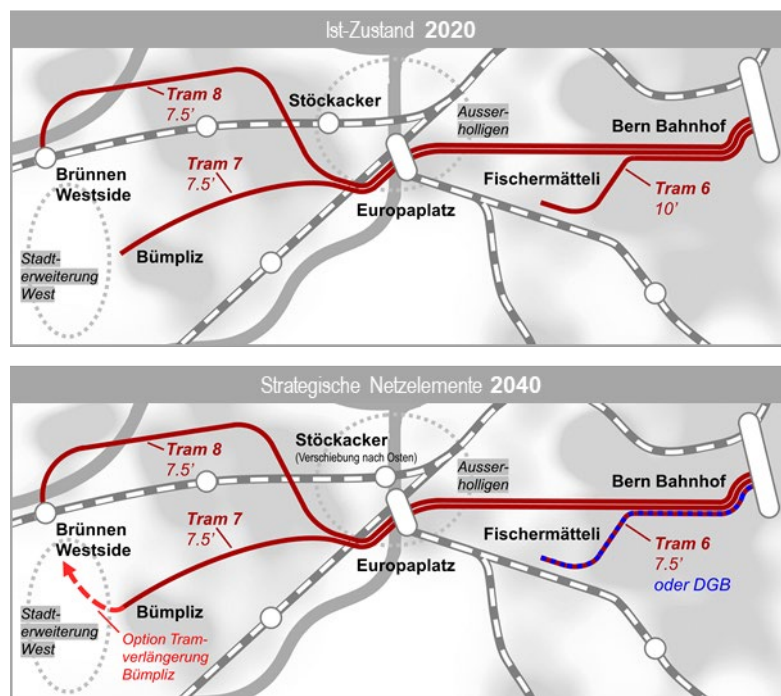 Ist-Zustand 2020
Tram 8
7.5'
Stöckacker
Ausser-
holligen
Bern Bahnhof
Brünnen
Westside
Tram 7
7.5'
Fischermätteli
Tram 6
10'
Europaplatz
Bümpliz
Stadt-
erweiterung
West
Strategische Netzelemente 2040
Tram 8
7.5'
Stöckacker
(Verschiebung nach Osten)
Ausser-
holligen
Bern Bahnhof
Brünnen
Westside
Tram 7
7.5'
Fischermätteli
Tram 6
7.5'
oder DGB
Europaplatz
Bümpliz
Stadt-
erweiterung
West
Option Tram-
verlängerung
Bümpliz